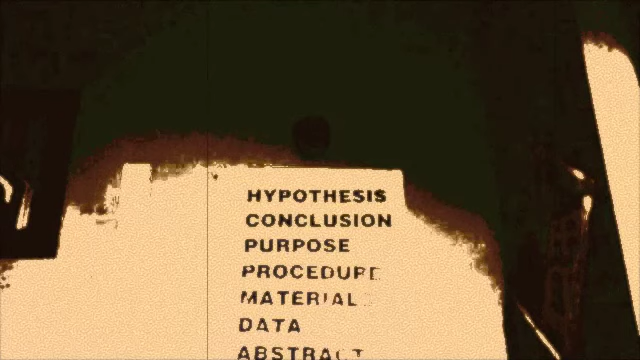 HYPOTHESIS
CONCLUSION
PURPOSE
PROCEDURE
MATERIAL
DATA
ABSTRACT